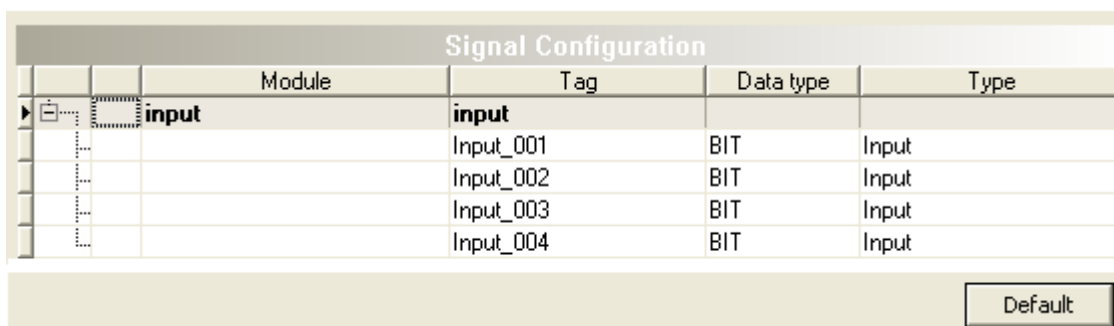 Signal Configuration
Module Tag Data type Type
input input
Input_001 BIT Input
Input_002 BIT Input
Input_003 BIT Input
Input_004 BIT Input
Default